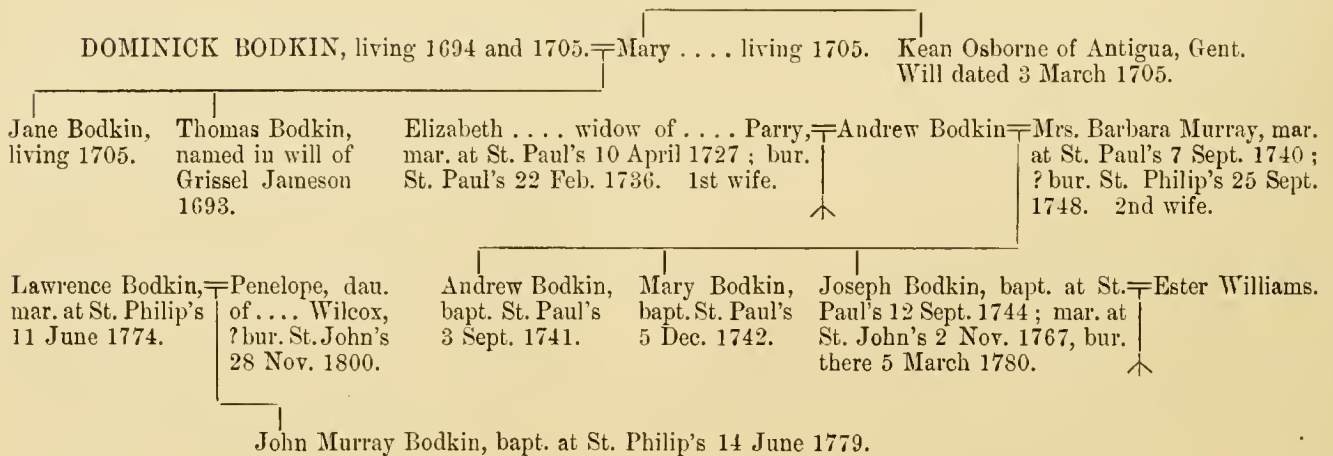 DOMINICK BODKIN, living 1694 and 1705.╤Mary . . . . living 1705.
Kean Osborne of Antigua, Gent.
Will dated 3 March 1705.
Jane Bodkin,
living 1705.
Thomas Bodkin,
named in will of
Grissel Jameson
1693.
Elizabeth . . . . widow of . . . . Parry,╤Andrew Bodkin╤Mrs. Barbara Murray, mar.
mar. at St. Paul's 10 April 1727 ; bur.
St. Paul's 22 Feb. 1736. 1st wife.
at St. Paul's 7 Sept. 1740 ;
? bur. St. Philip's 25 Sept.
1748. 2nd wife.
Lawrence Bodkin,╤Penelope, dau.
mar. at St. Philip's
11 June 1774.
of . . . . Wilcox,
? bur. St. John's
28 Nov. 1800.
Andrew Bodkin,
bapt. St. Paul's
3 Sept. 1741.
Mary Bodkin,
bapt. St. Paul's
5 Dec. 1742.
Joseph Bodkin, bapt. at St.╤Ester Williams.
Paul's 12 Sept. 1744 ; mar. at
St. John's 2 Nov. 1767, bur.
there 5 March 1780.
John Murray Bodkin, bapt. at St. Philip's 14 June 1779.